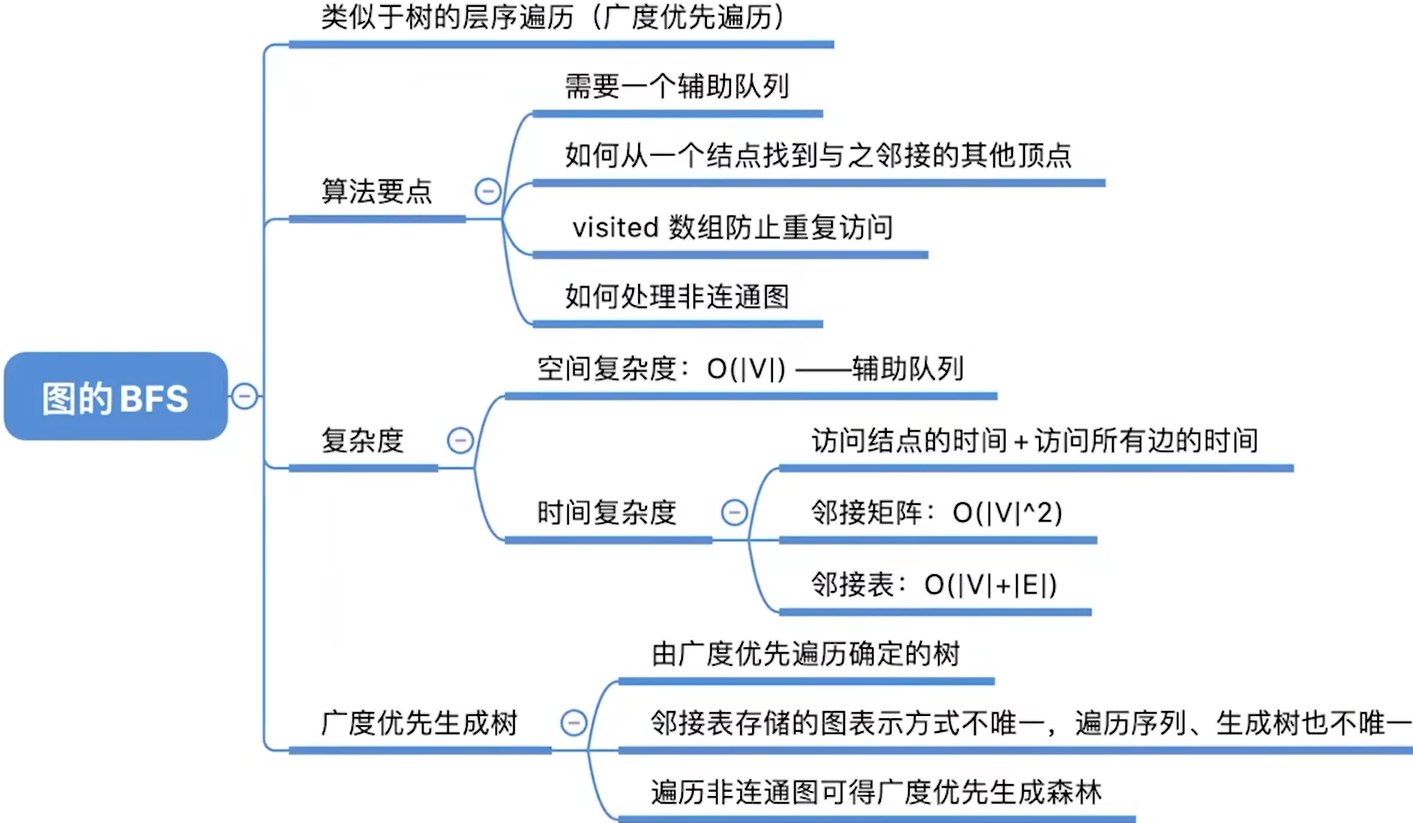 类似于树的层序遍历（广度优先遍历）
需要一个辅助队列
如何从一个结点找到与之邻接的其他顶点
算法要点
visited 数组防止重复访问
如何处理非连通图
图的BFS
空间复杂度：O(|V|) ——辅助队列
复杂度
访问结点的时间+访问所有边的时间
时间复杂度
邻接矩阵：O(|V|^2)
邻接表：O(|V|+|E|)
由广度优先遍历确定的树
广度优先生成树
邻接表存储的图表示方式不唯一，遍历序列、生成树也不唯一
遍历非连通图可得广度优先生成森林